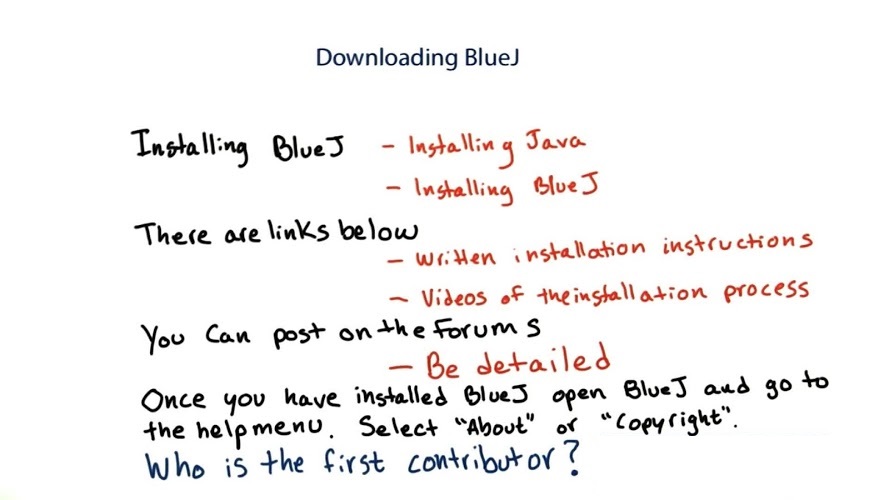 Downloading BlueJ
Installing BlueJ - Installing Java
- Installing BlueJ
There are links below
- Written installation instructions
- Videos of the installation process
You can post on the forums
- Be detailed
Once you have installed BlueJ open BlueJ and go to
the help menu. Select "About" or "Copyright".
Who is the first contributor?